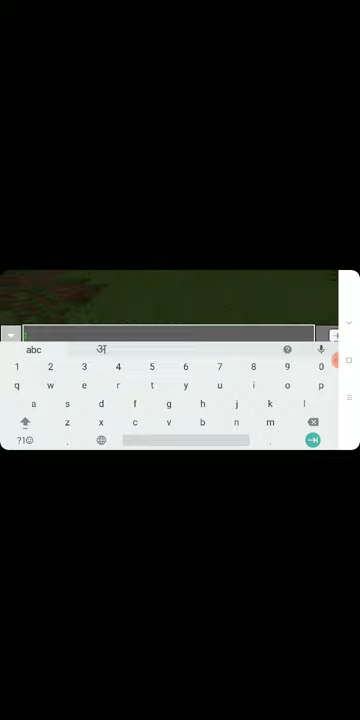 abc अ
1 2 3 4 5 6 7 8 9 0
q w e r t y u i o p
a s d f g h j k l
z x c v b n m
?1☺ , .